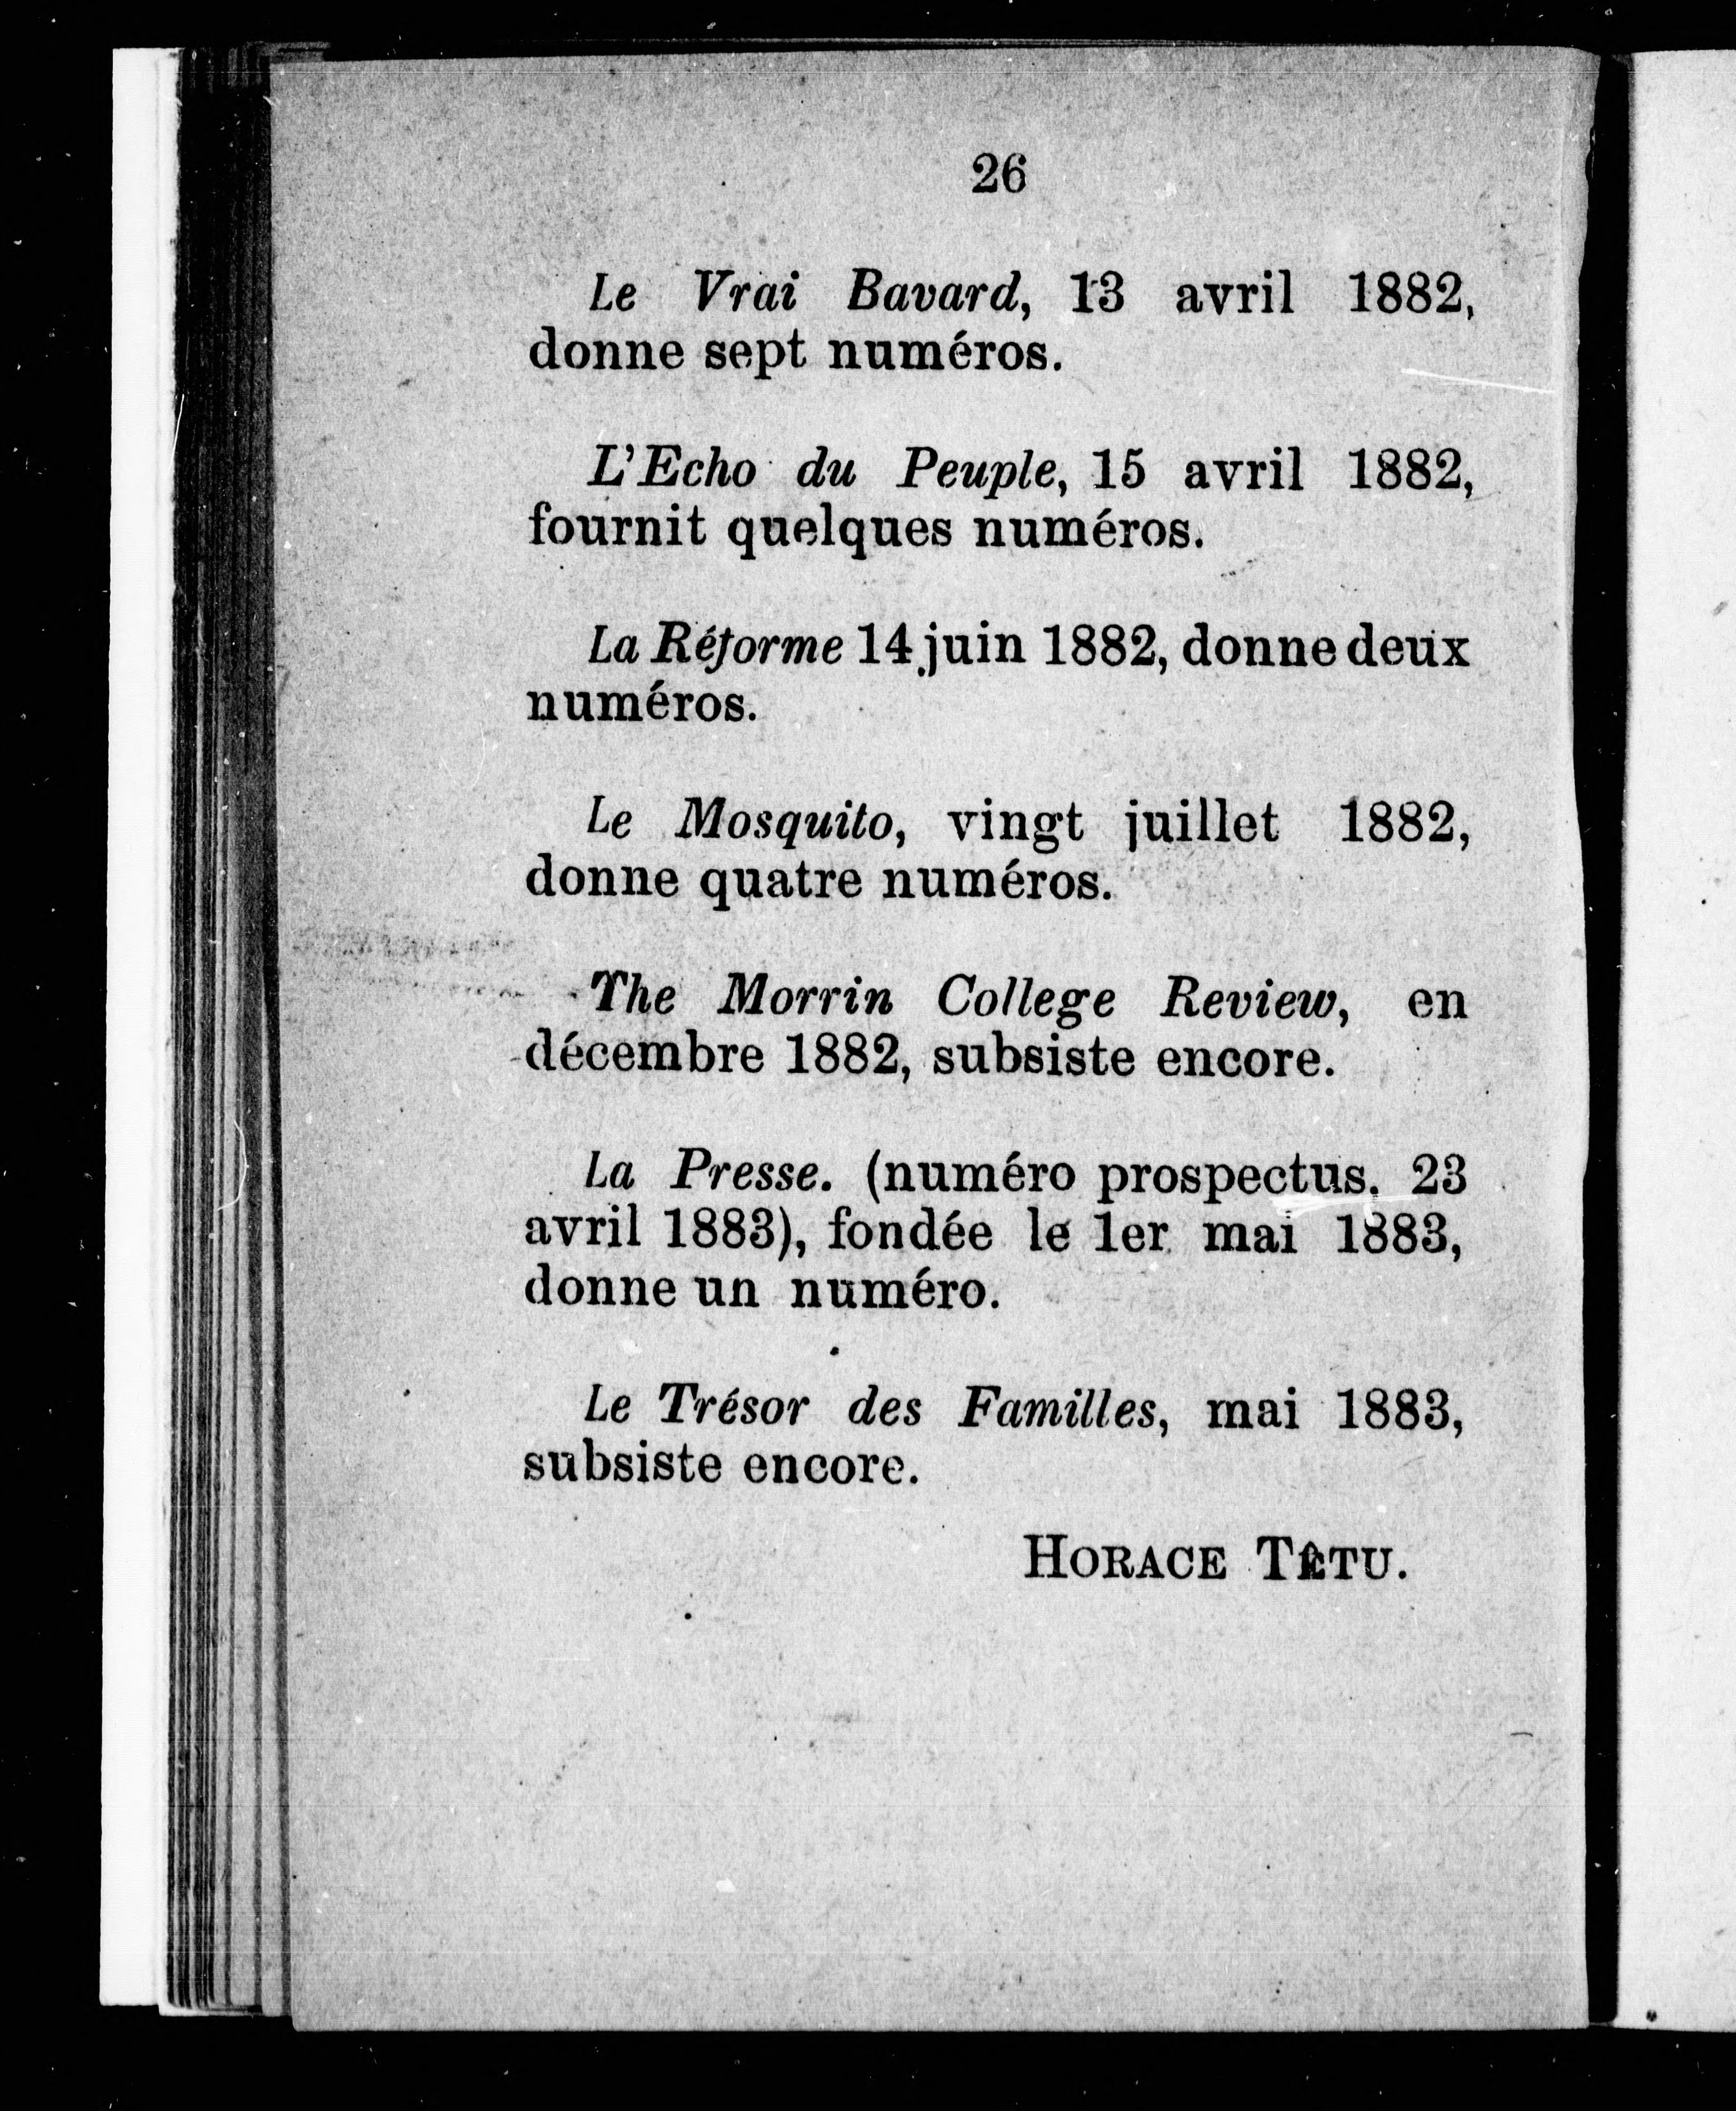 26
Le Vrai Bavard, 13 avril 1882,
donne sept numéros.
L'Echo du Peuple, 15 avril 1882,
fournit quelques numéros.
La Réforme 14 juin 1882, donne deux
numéros.
Le Mosquito, vingt juillet 1882,
donne quatre numéros.
The Morrin College Review, en
décembre 1882, subsiste encore.
La Presse. (numéro prospectus, 23
avril 1883), fondée le 1er mai 1883,
donne un numéro.
Le Trésor des Familles, mai 1883,
subsiste encore.
HORACE TÊTU.